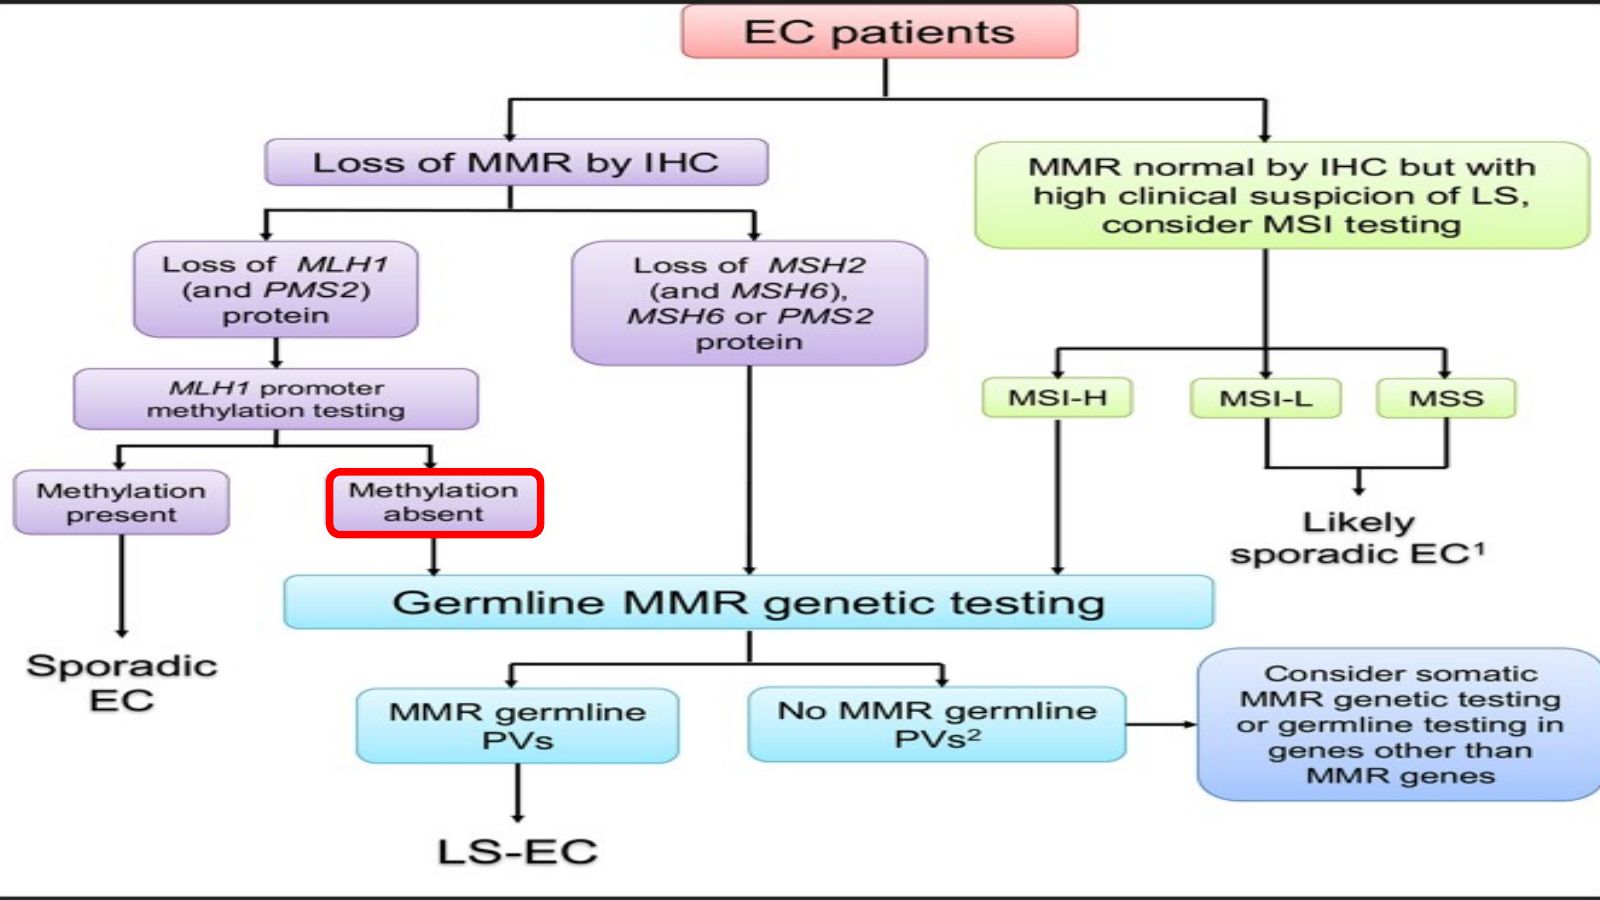 EC patients
Loss of MMR by IHC
MMR normal by IHC but with
high clinical suspicion of LS,
consider MSI testing
Loss of MLH1
(and PMS2)
protein
Loss of MSH2
(and MSH6),
MSH6 or PMS2
protein
MLH1 promoter
methylation testing
MSI-H
MSI-L
MSS
Methylation
present
Methylation
absent
Likely
sporadic EC¹
Germline MMR genetic testing
Sporadic
EC
MMR germline
PVs
No MMR germline
PVs²
Consider somatic
MMR genetic testing
or germline testing in
genes other than
MMR genes
LS-EC